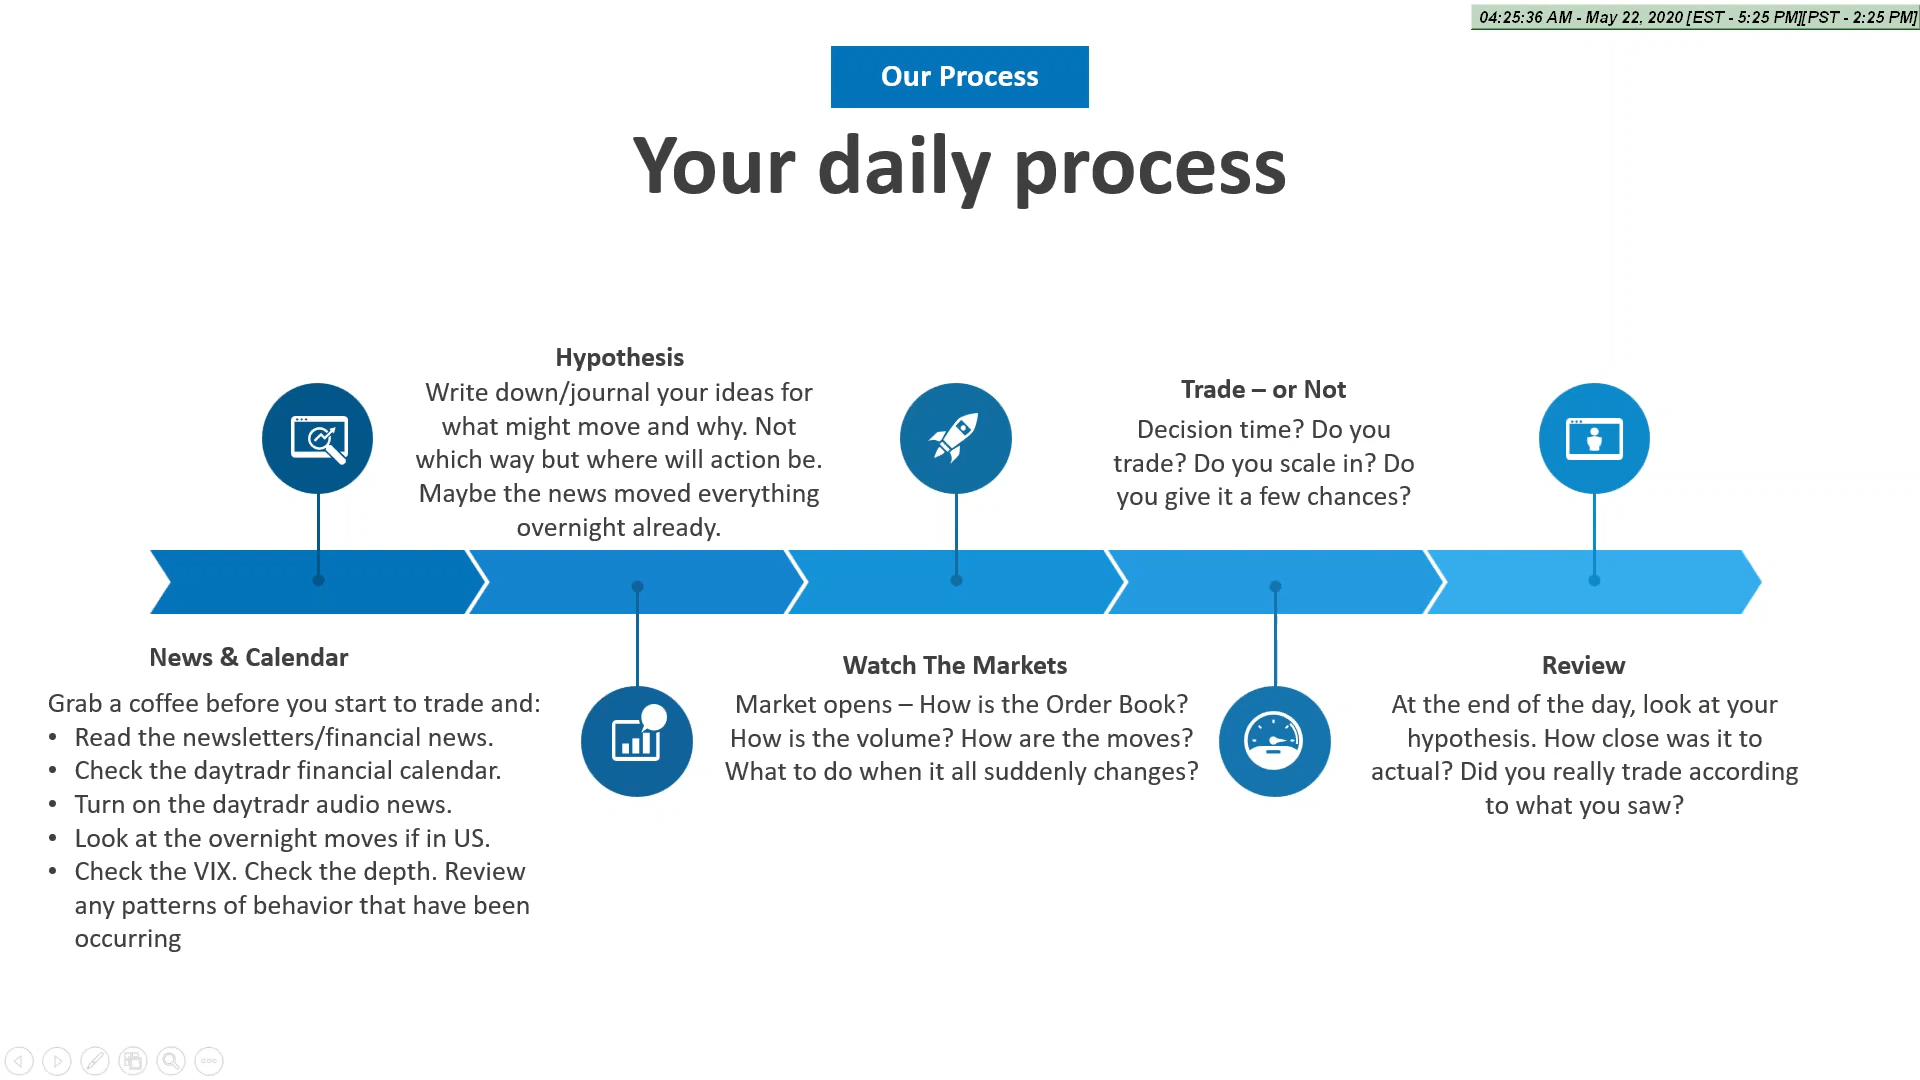 04:25:36 AM - May 22, 2020 [EST - 5:25 PM][PST - 2:25 PM]
Our Process
Your daily process
News & Calendar
Grab a coffee before you start to trade and:
• Read the newsletters/financial news.
• Check the daytradr financial calendar.
• Turn on the daytradr audio news.
• Look at the overnight moves if in US.
• Check the VIX. Check the depth. Review
any patterns of behavior that have been
occurring
Hypothesis
Write down/journal your ideas for
what might move and why. Not
which way but where will action be.
Maybe the news moved everything
overnight already.
Watch The Markets
Market opens – How is the Order Book?
How is the volume? How are the moves?
What to do when it all suddenly changes?
Trade – or Not
Decision time? Do you
trade? Do you scale in? Do
you give it a few chances?
Review
At the end of the day, look at your
hypothesis. How close was it to
actual? Did you really trade according
to what you saw?